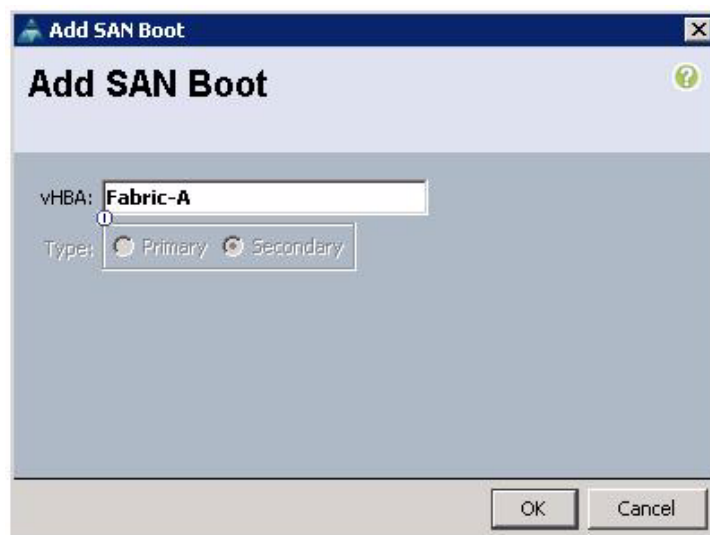 Add SAN Boot
Add SAN Boot
vHBA: Fabric-A
Type: Primary Secondary
OK Cancel